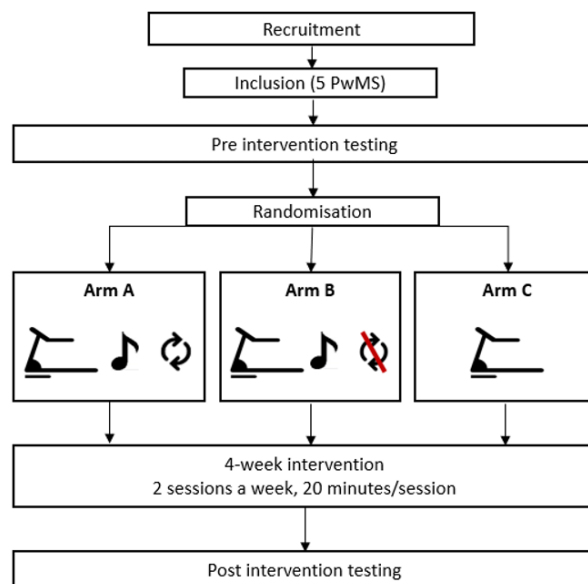 Recruitment
Inclusion (5 PwMS)
Pre intervention testing
Randomisation
Arm A
Arm B
Arm C
4-week intervention
2 sessions a week, 20 minutes/session
Post intervention testing